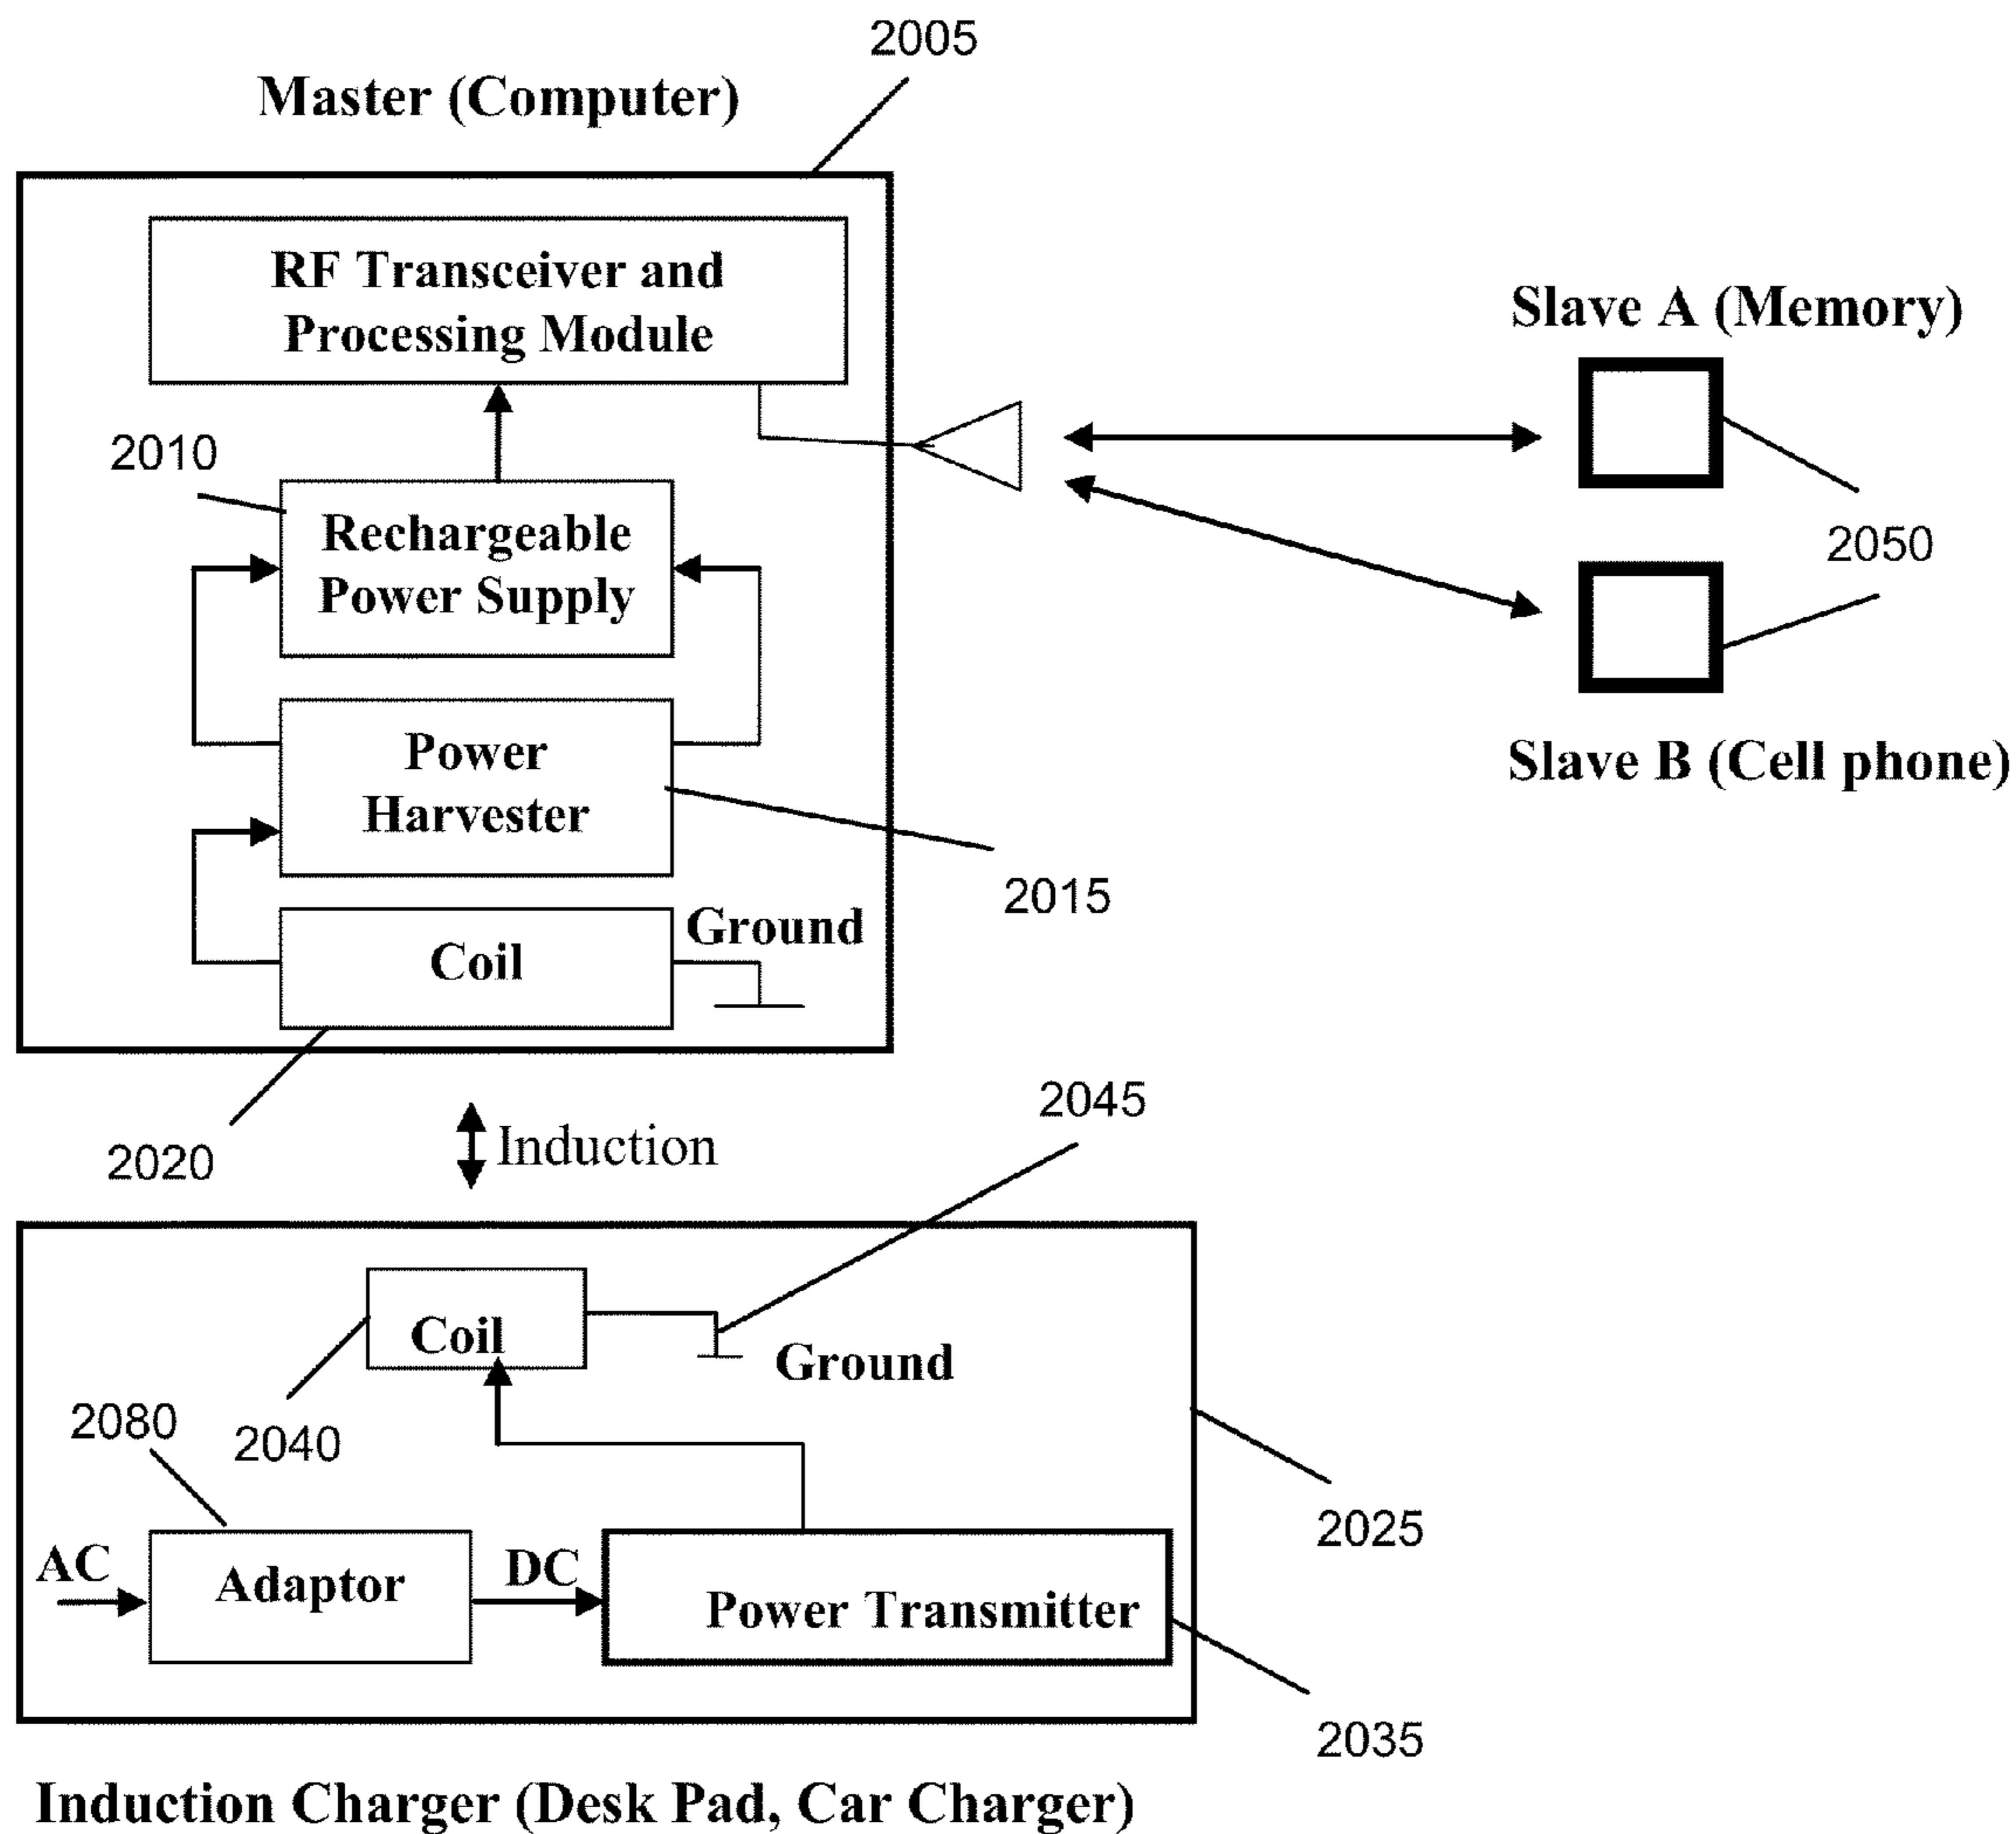 2005
Master (Computer)
RF Transceiver and
Processing Module
Slave A (Memory)
2010
Rechargeable
Power Supply
2050
Power
Harvester
Slave B (Cell phone)
2015
Ground
Coil
2045
2020
Induction
Coil
Ground
2080
2040
2025
AC
Adaptor
DC
Power Transmitter
2035
Induction Charger (Desk Pad, Car Charger)